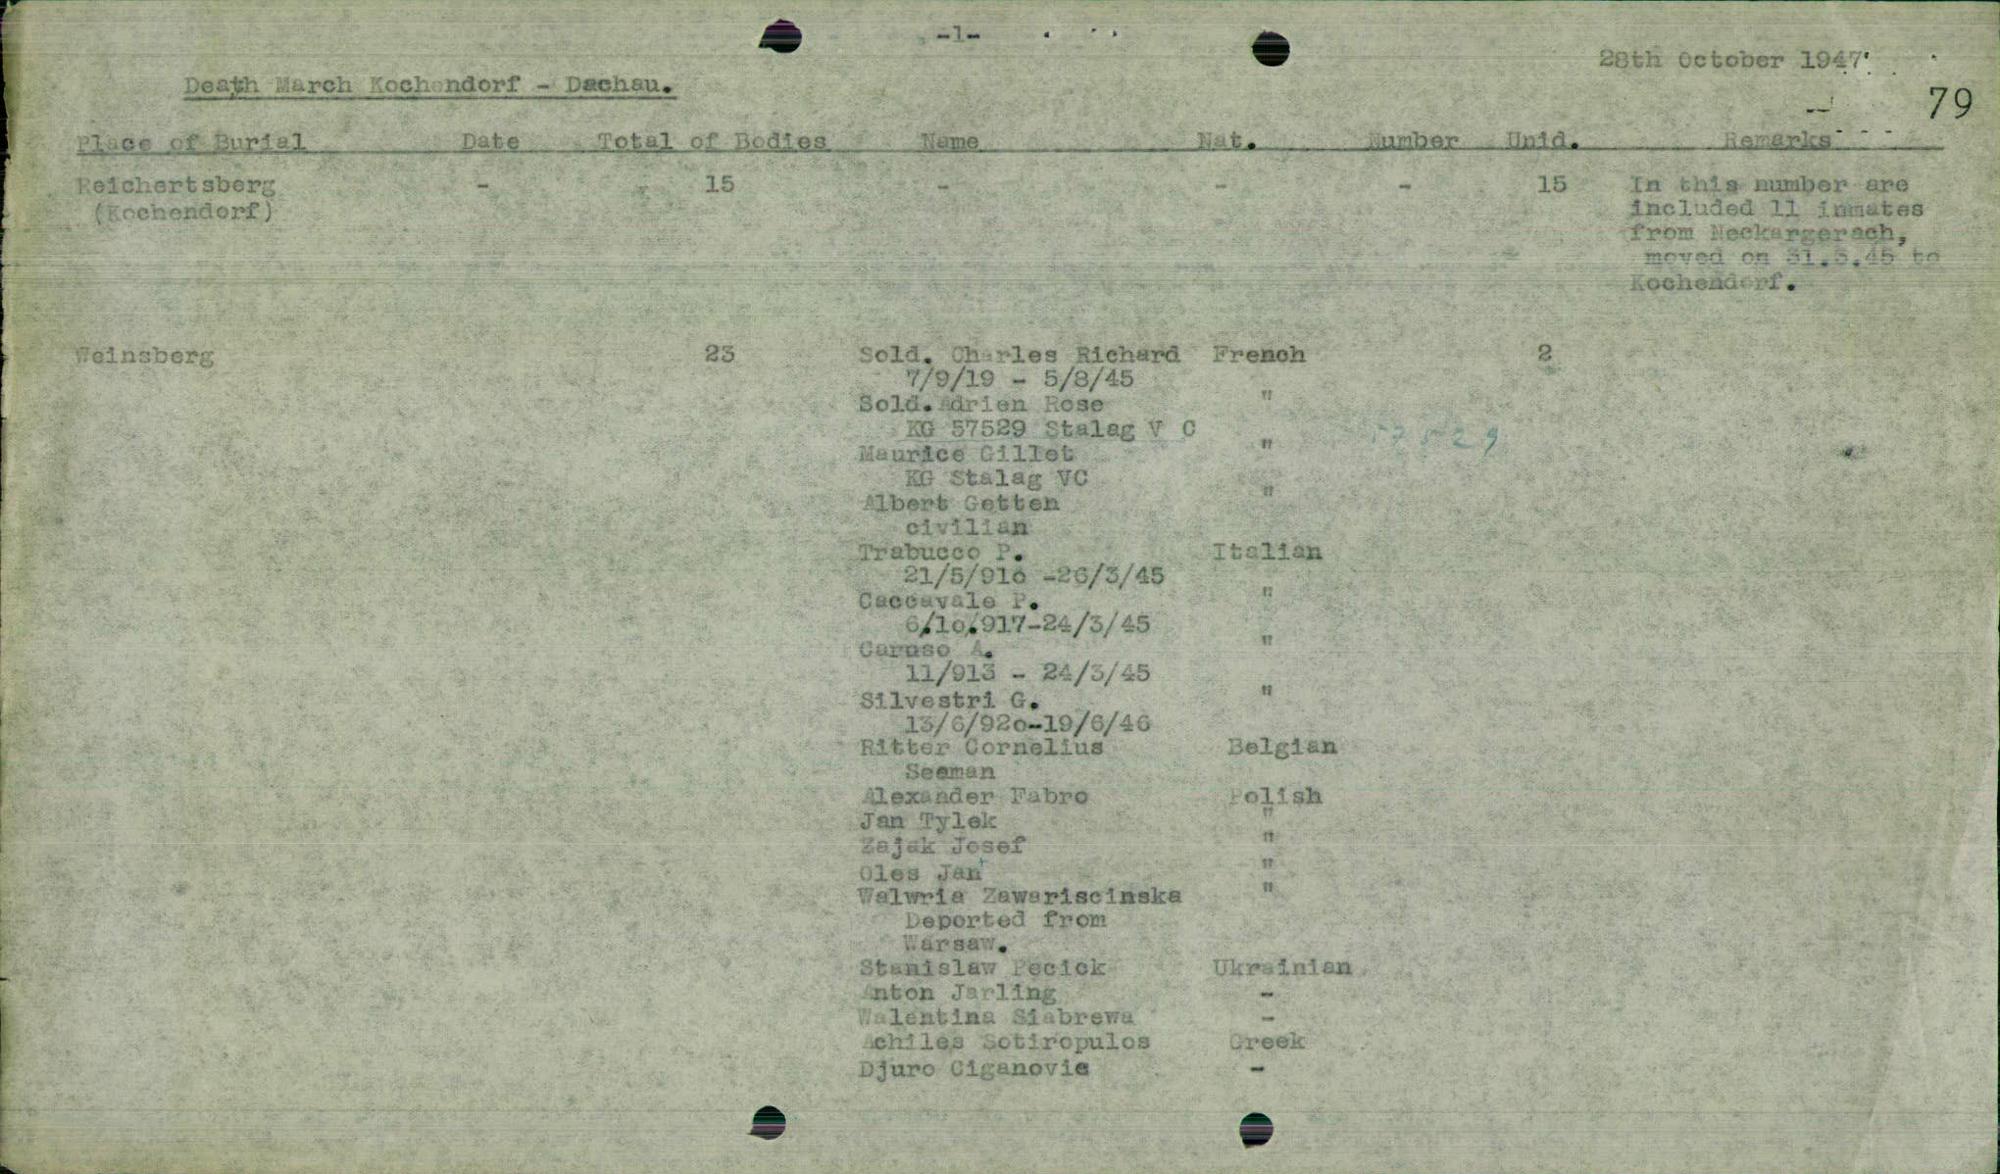 -1-
28th October 1947
79
Death March Kochendorf - Dachau.
Place of Burial Date Total of Bodies Name Nat. Number Unid. Remarks
Reichertsberg - 15 - - - 15 In this number are
(Kochendorf) included 11 inmates
from Neckargerach,
moved on 31.3.45 to
Kochendorf.
Weinsberg 23 Sold. Charles Richard French 2
7/9/19 - 5/8/45
Sold. Adrien Rose "
KG 57529 Stalag V C 57529
Maurice Gillet "
KG Stalag VC
Albert Getten "
civilian
Trabucco P. Italian
21/5/916 -26/3/45
Caccavale P. "
6/10/917-24/3/45
Caruso A. "
11/913 - 24/3/45
Silvestri G. "
13/6/920-19/6/46
Ritter Cornelius Belgian
Seeman
Alexander Fabro Polish
Jan Tylek "
Zajak Josef "
Oles Jan "
Walwria Zawariscinska "
Deported from
Warsaw.
Stanislaw Pecick Ukrainian
Anton Jarling -
Walentina Siabrewa -
Achiles Sotiropulos Greek
Djuro Ciganovie -